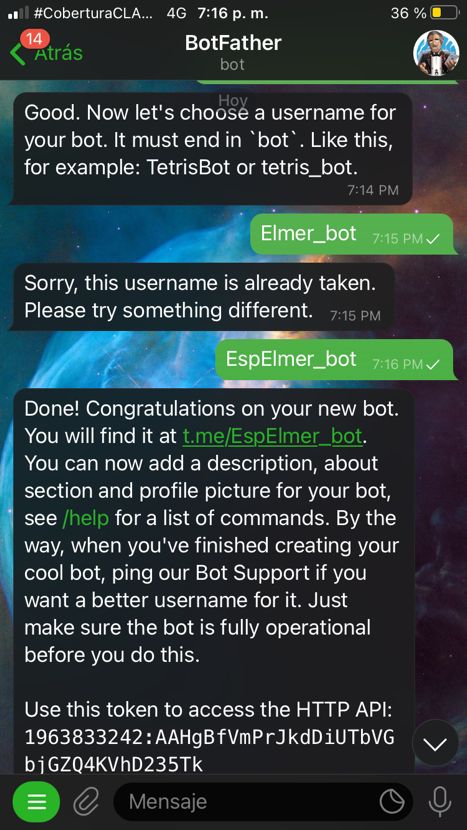 #CoberturaCLA... 4G 7:16 p. m. 36 %
14
Atrás
BotFather
bot
Hoy
Good. Now let's choose a username for
your bot. It must end in `bot`. Like this,
for example: TetrisBot or tetris_bot.
7:14 PM
Elmer_bot 7:15 PM
Sorry, this username is already taken.
Please try something different. 7:15 PM
EspElmer_bot 7:16 PM
Done! Congratulations on your new bot.
You will find it at t.me/EspElmer_bot.
You can now add a description, about
section and profile picture for your bot,
see /help for a list of commands. By the
way, when you've finished creating your
cool bot, ping our Bot Support if you
want a better username for it. Just
make sure the bot is fully operational
before you do this.
Use this token to access the HTTP API:
1963833242:AAHgBfVmPrJkdDiUTbVG
bjGZQ4KVhD235Tk
Mensaje